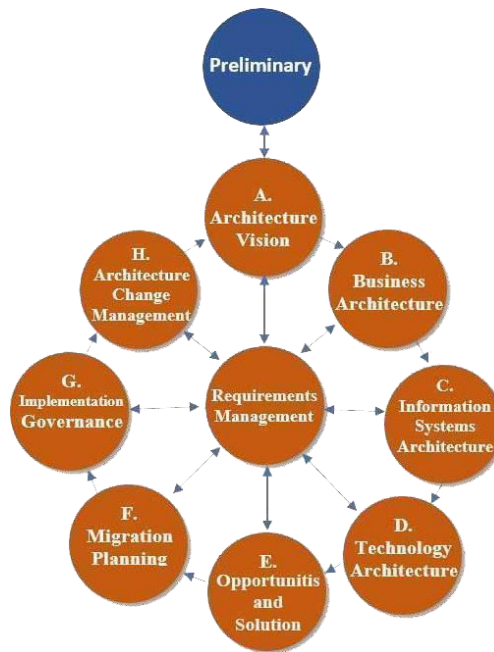 Preliminary
A.
Architecture
Vision
H.
Architecture
Change
Management
B.
Business
Architecture
G.
Implementation
Governance
Requirements
Management
C.
Information
Systems
Architecture
F.
Migration
Planning
D.
Technology
Architecture
E.
Opportunitis
and
Solution